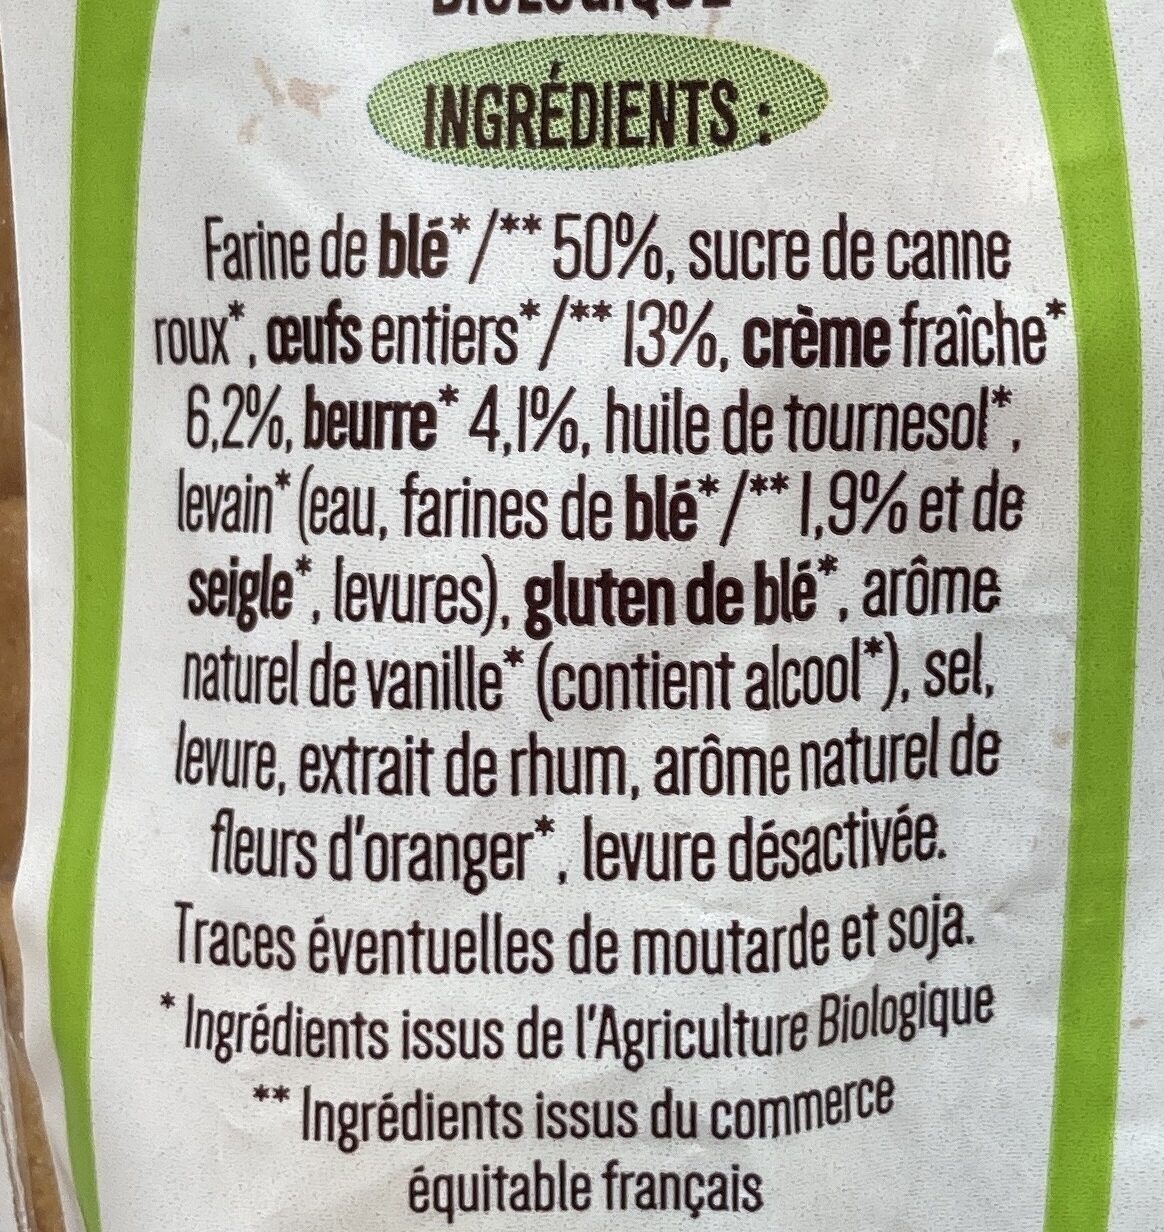 BIOLOGIQUE
INGRÉDIENTS :
Farine de blé*/** 50%, sucre de canne
roux*, œufs entiers*/** 13%, crème fraîche*
6,2%, beurre* 4,1%, huile de tournesol*,
levain* (eau, farines de blé*/** 1,9% et de
seigle*, levures), gluten de blé*, arôme
naturel de vanille* (contient alcool*), sel,
levure, extrait de rhum, arôme naturel de
fleurs d'oranger*, levure désactivée.
Traces éventuelles de moutarde et soja.
* Ingrédients issus de l'Agriculture Biologique
** Ingrédients issus du commerce
équitable français